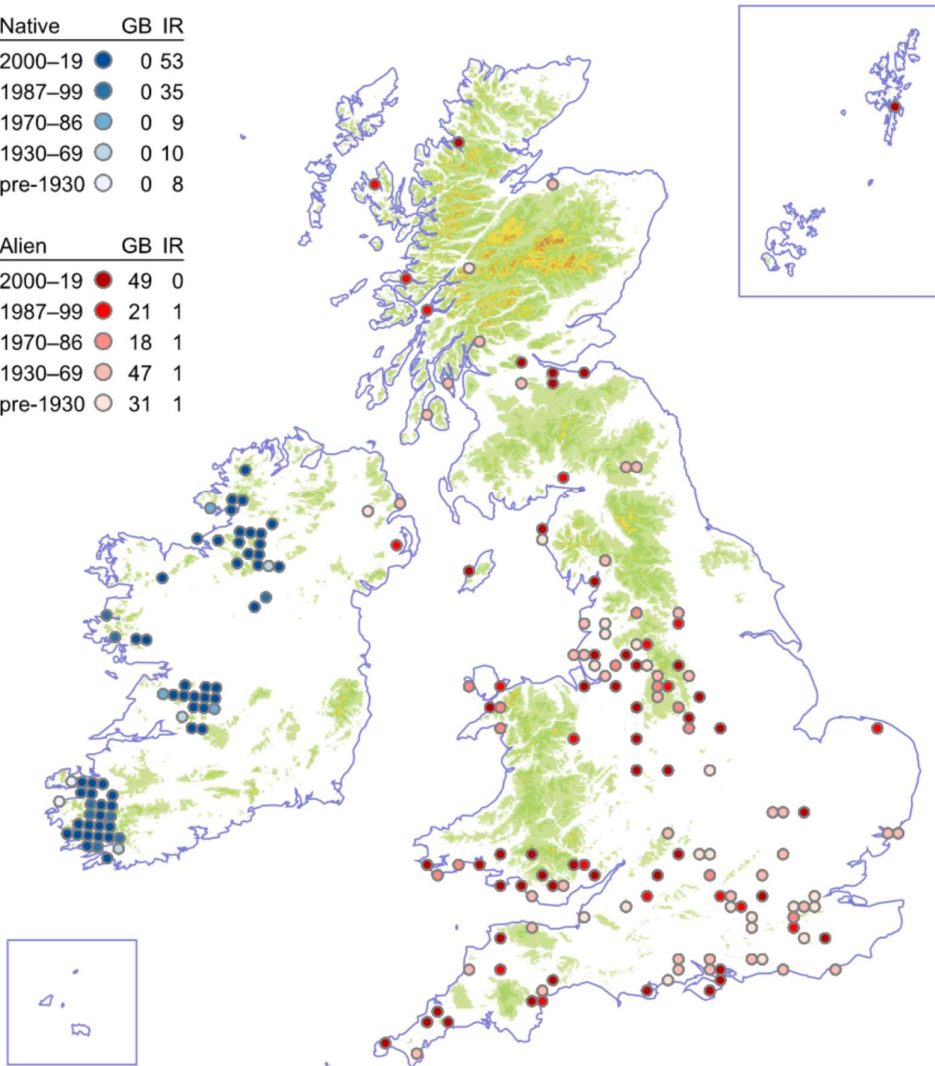 Native GB IR
2000–19 0 53
1987–99 0 35
1970–86 0 9
1930–69 0 10
pre-1930 0 8
Alien GB IR
2000–19 49 0
1987–99 21 1
1970–86 18 1
1930–69 47 1
pre-1930 31 1